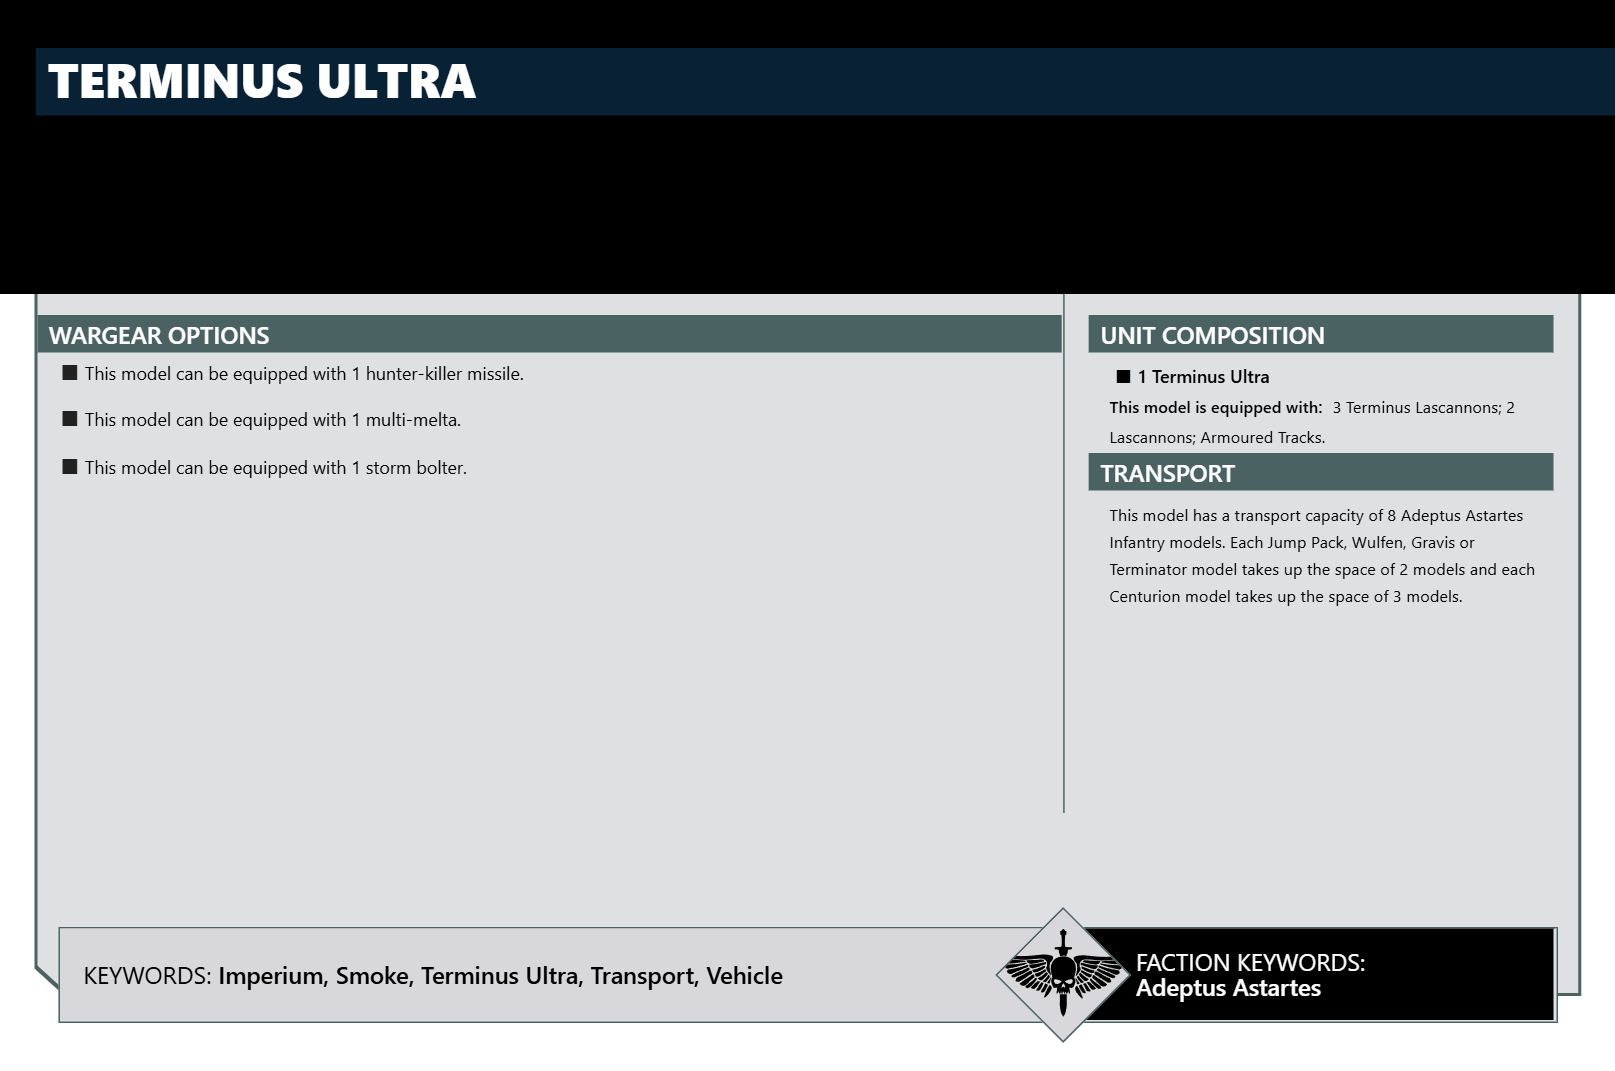 TERMINUS ULTRA
WARGEAR OPTIONS
■ This model can be equipped with 1 hunter-killer missile.
■ This model can be equipped with 1 multi-melta.
■ This model can be equipped with 1 storm bolter.
UNIT COMPOSITION
■ 1 Terminus Ultra
This model is equipped with: 3 Terminus Lascannons; 2
Lascannons; Armoured Tracks.
TRANSPORT
This model has a transport capacity of 8 Adeptus Astartes
Infantry models. Each Jump Pack, Wulfen, Gravis or
Terminator model takes up the space of 2 models and each
Centurion model takes up the space of 3 models.
KEYWORDS: Imperium, Smoke, Terminus Ultra, Transport, Vehicle
FACTION KEYWORDS:
Adeptus Astartes